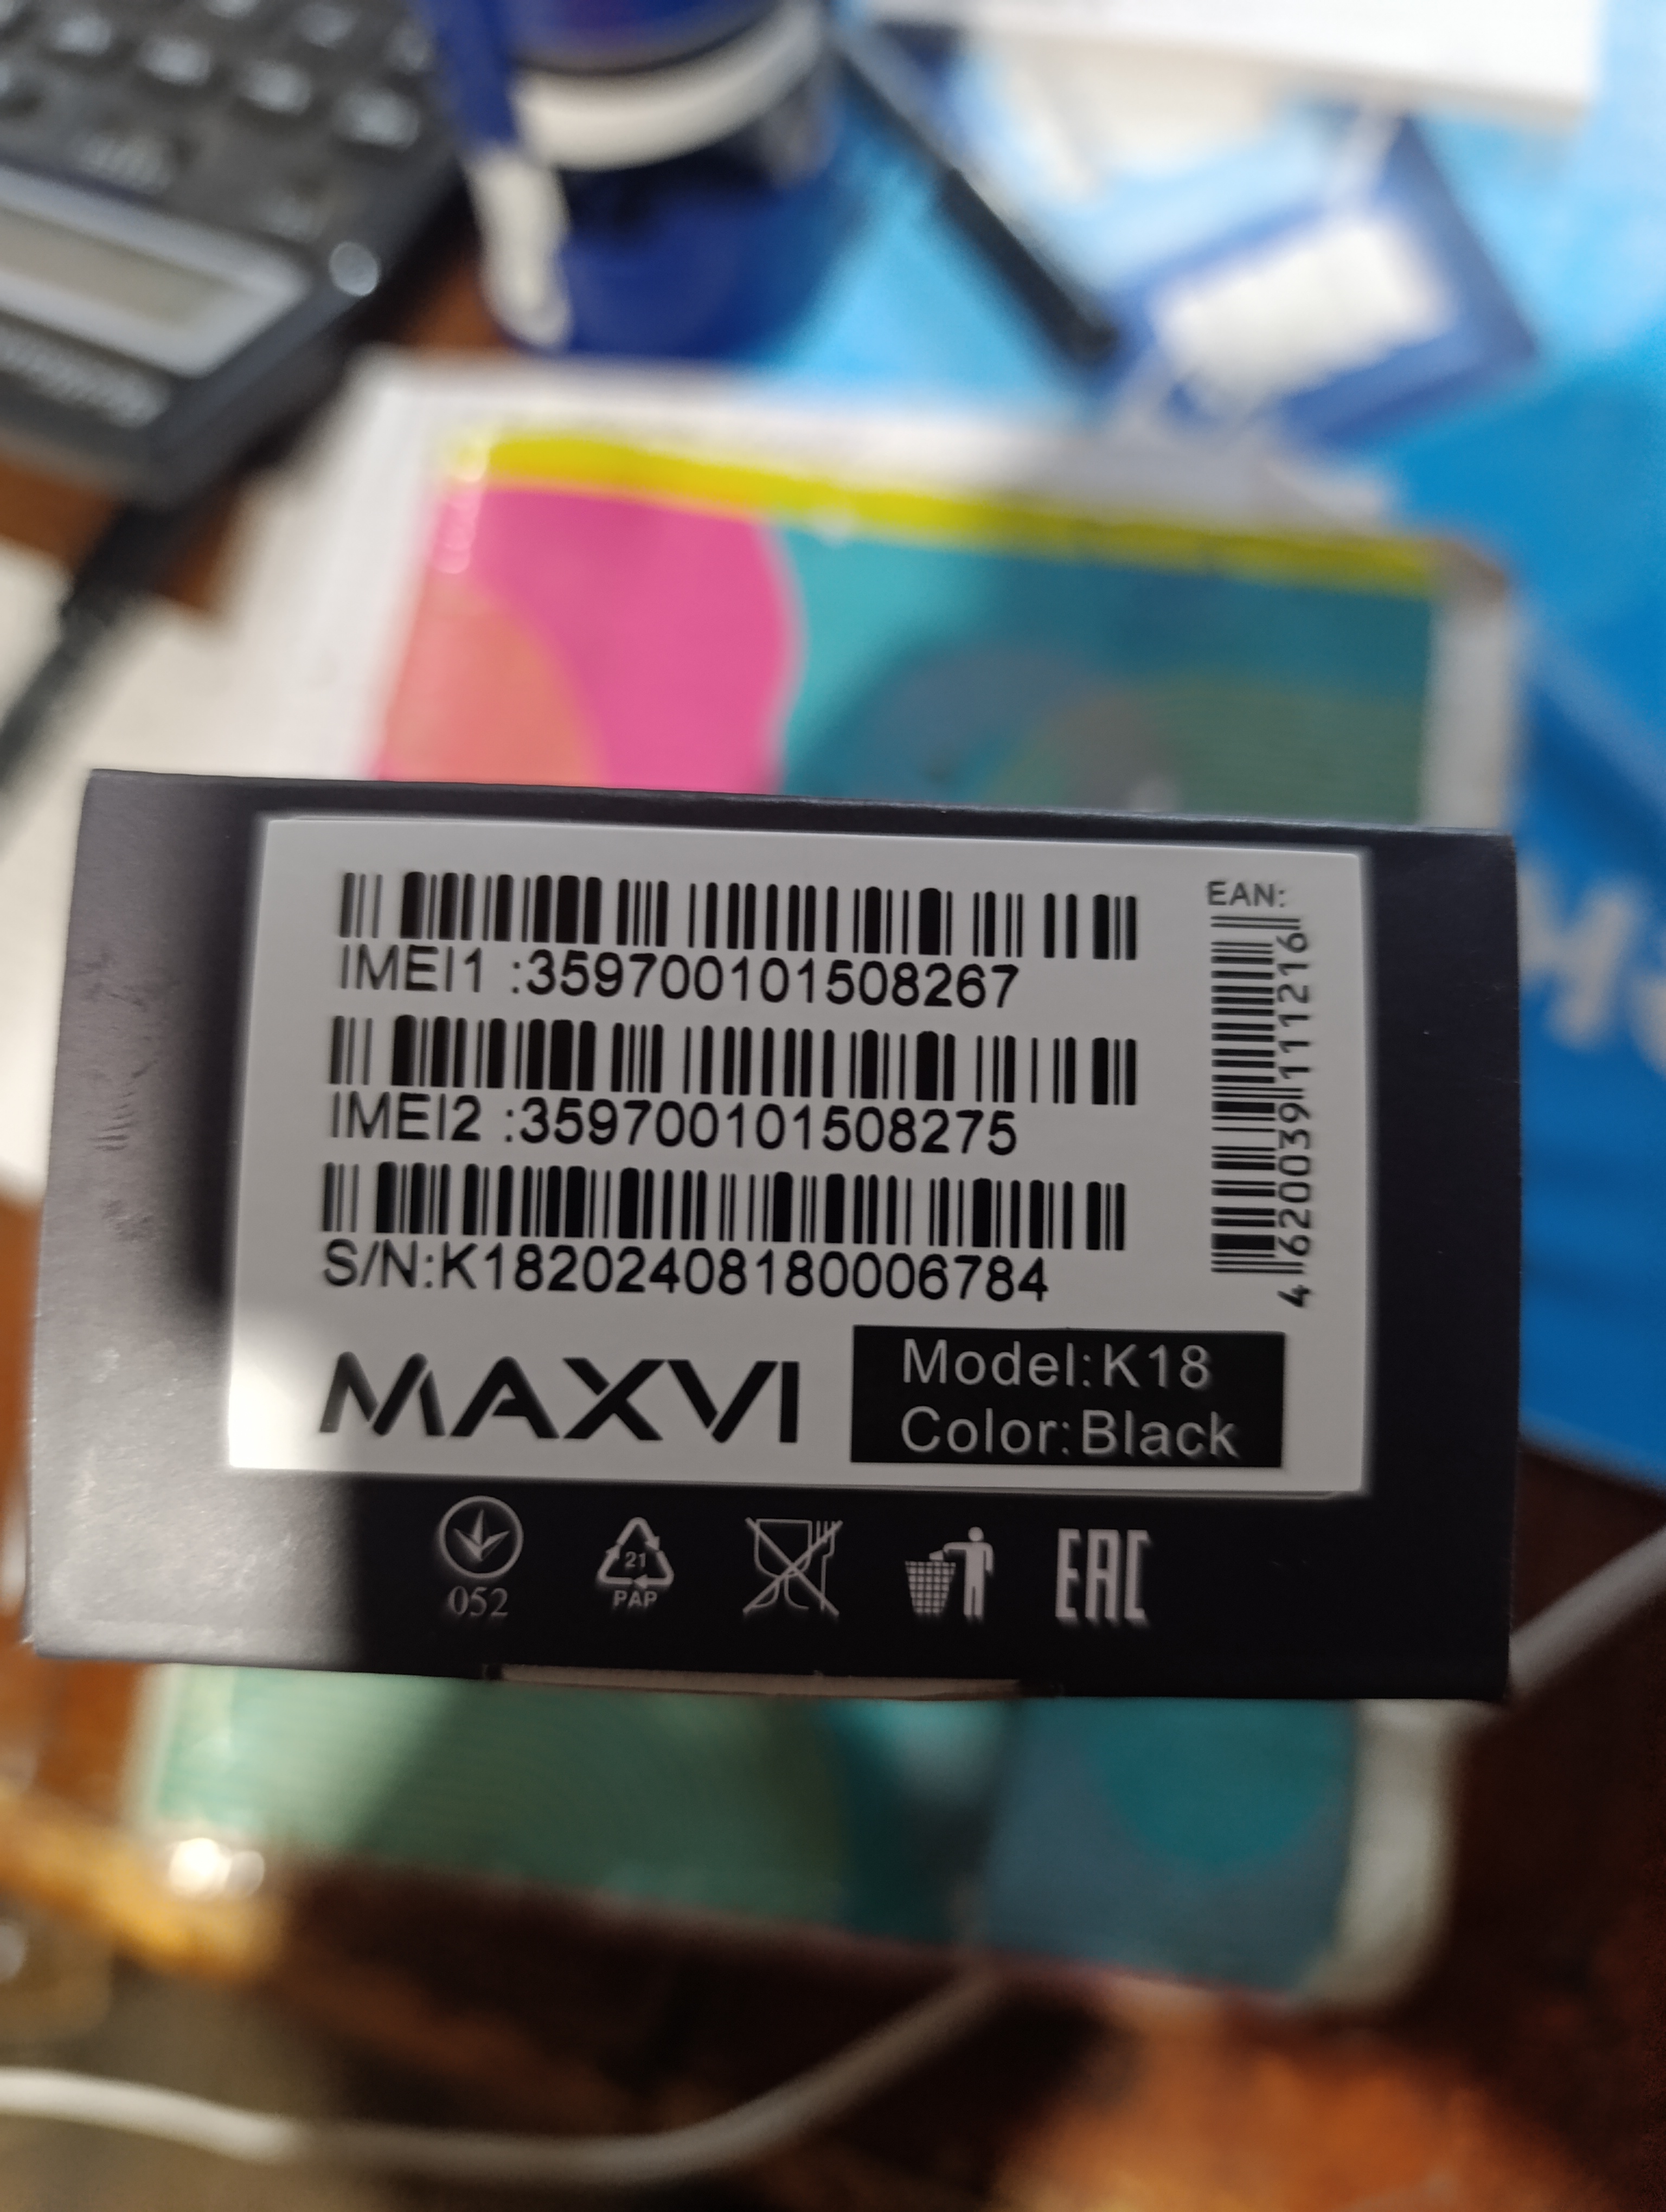 IMEI1 :359700101508267
IMEI2 :359700101508275
S/N:K18202408180006784
EAN:
4620039111216
MAXVI
Model:K18
Color:Black
052
21
PAP
EAC